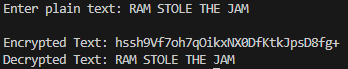 Enter plain text: RAM STOLE THE JAM
Encrypted Text: hssh9Vf7oh7qOikxNX0DfKtkJpsD8fg+
Decrypted Text: RAM STOLE THE JAM